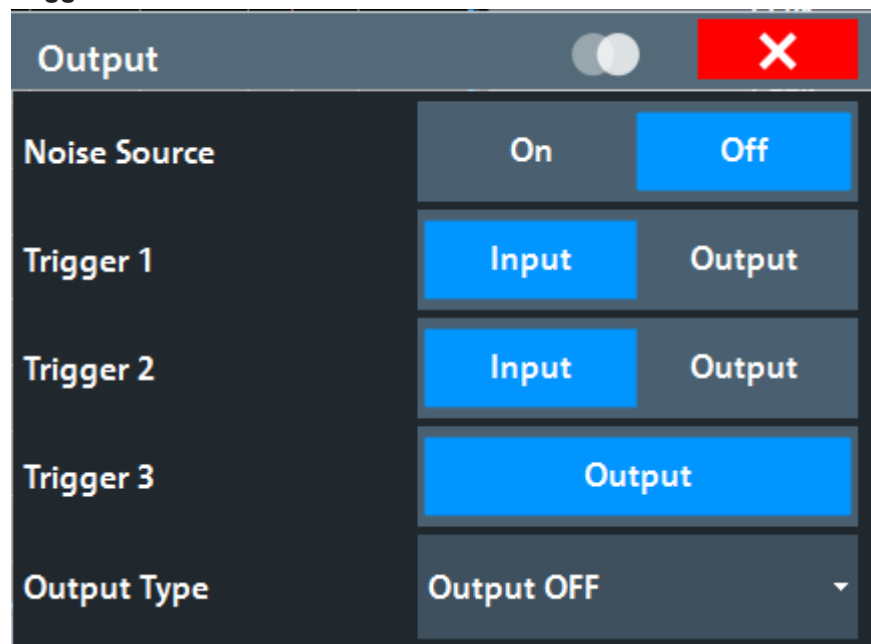 Output
Noise Source On Off
Trigger 1 Input Output
Trigger 2 Input Output
Trigger 3 Output
Output Type Output OFF